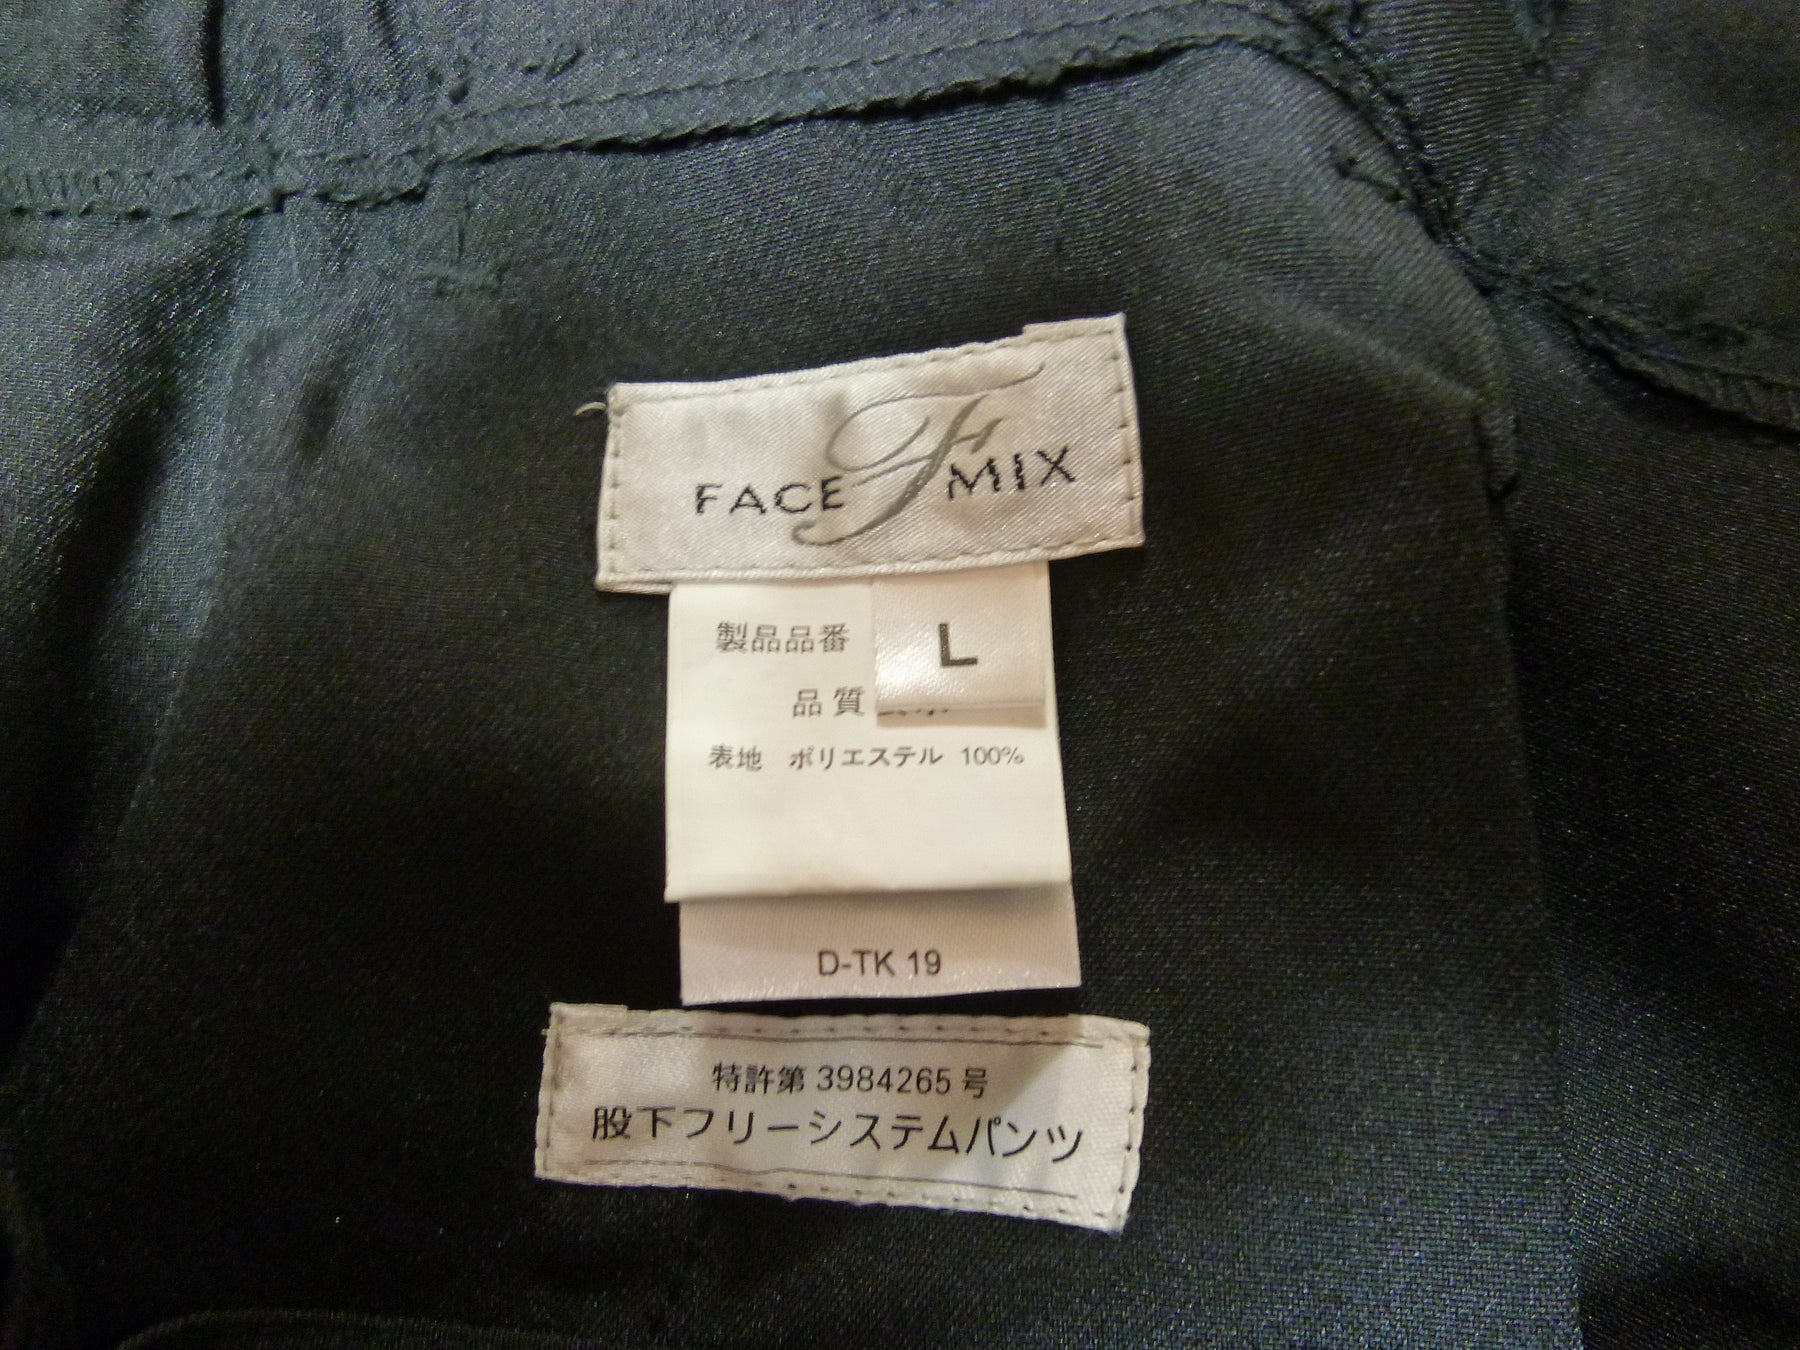 FACE F MIX
製品品番
L
品質
表地 ポリエステル 100%
D-TK 19
特許第 3984265 号
股下フリーシステムパンツ